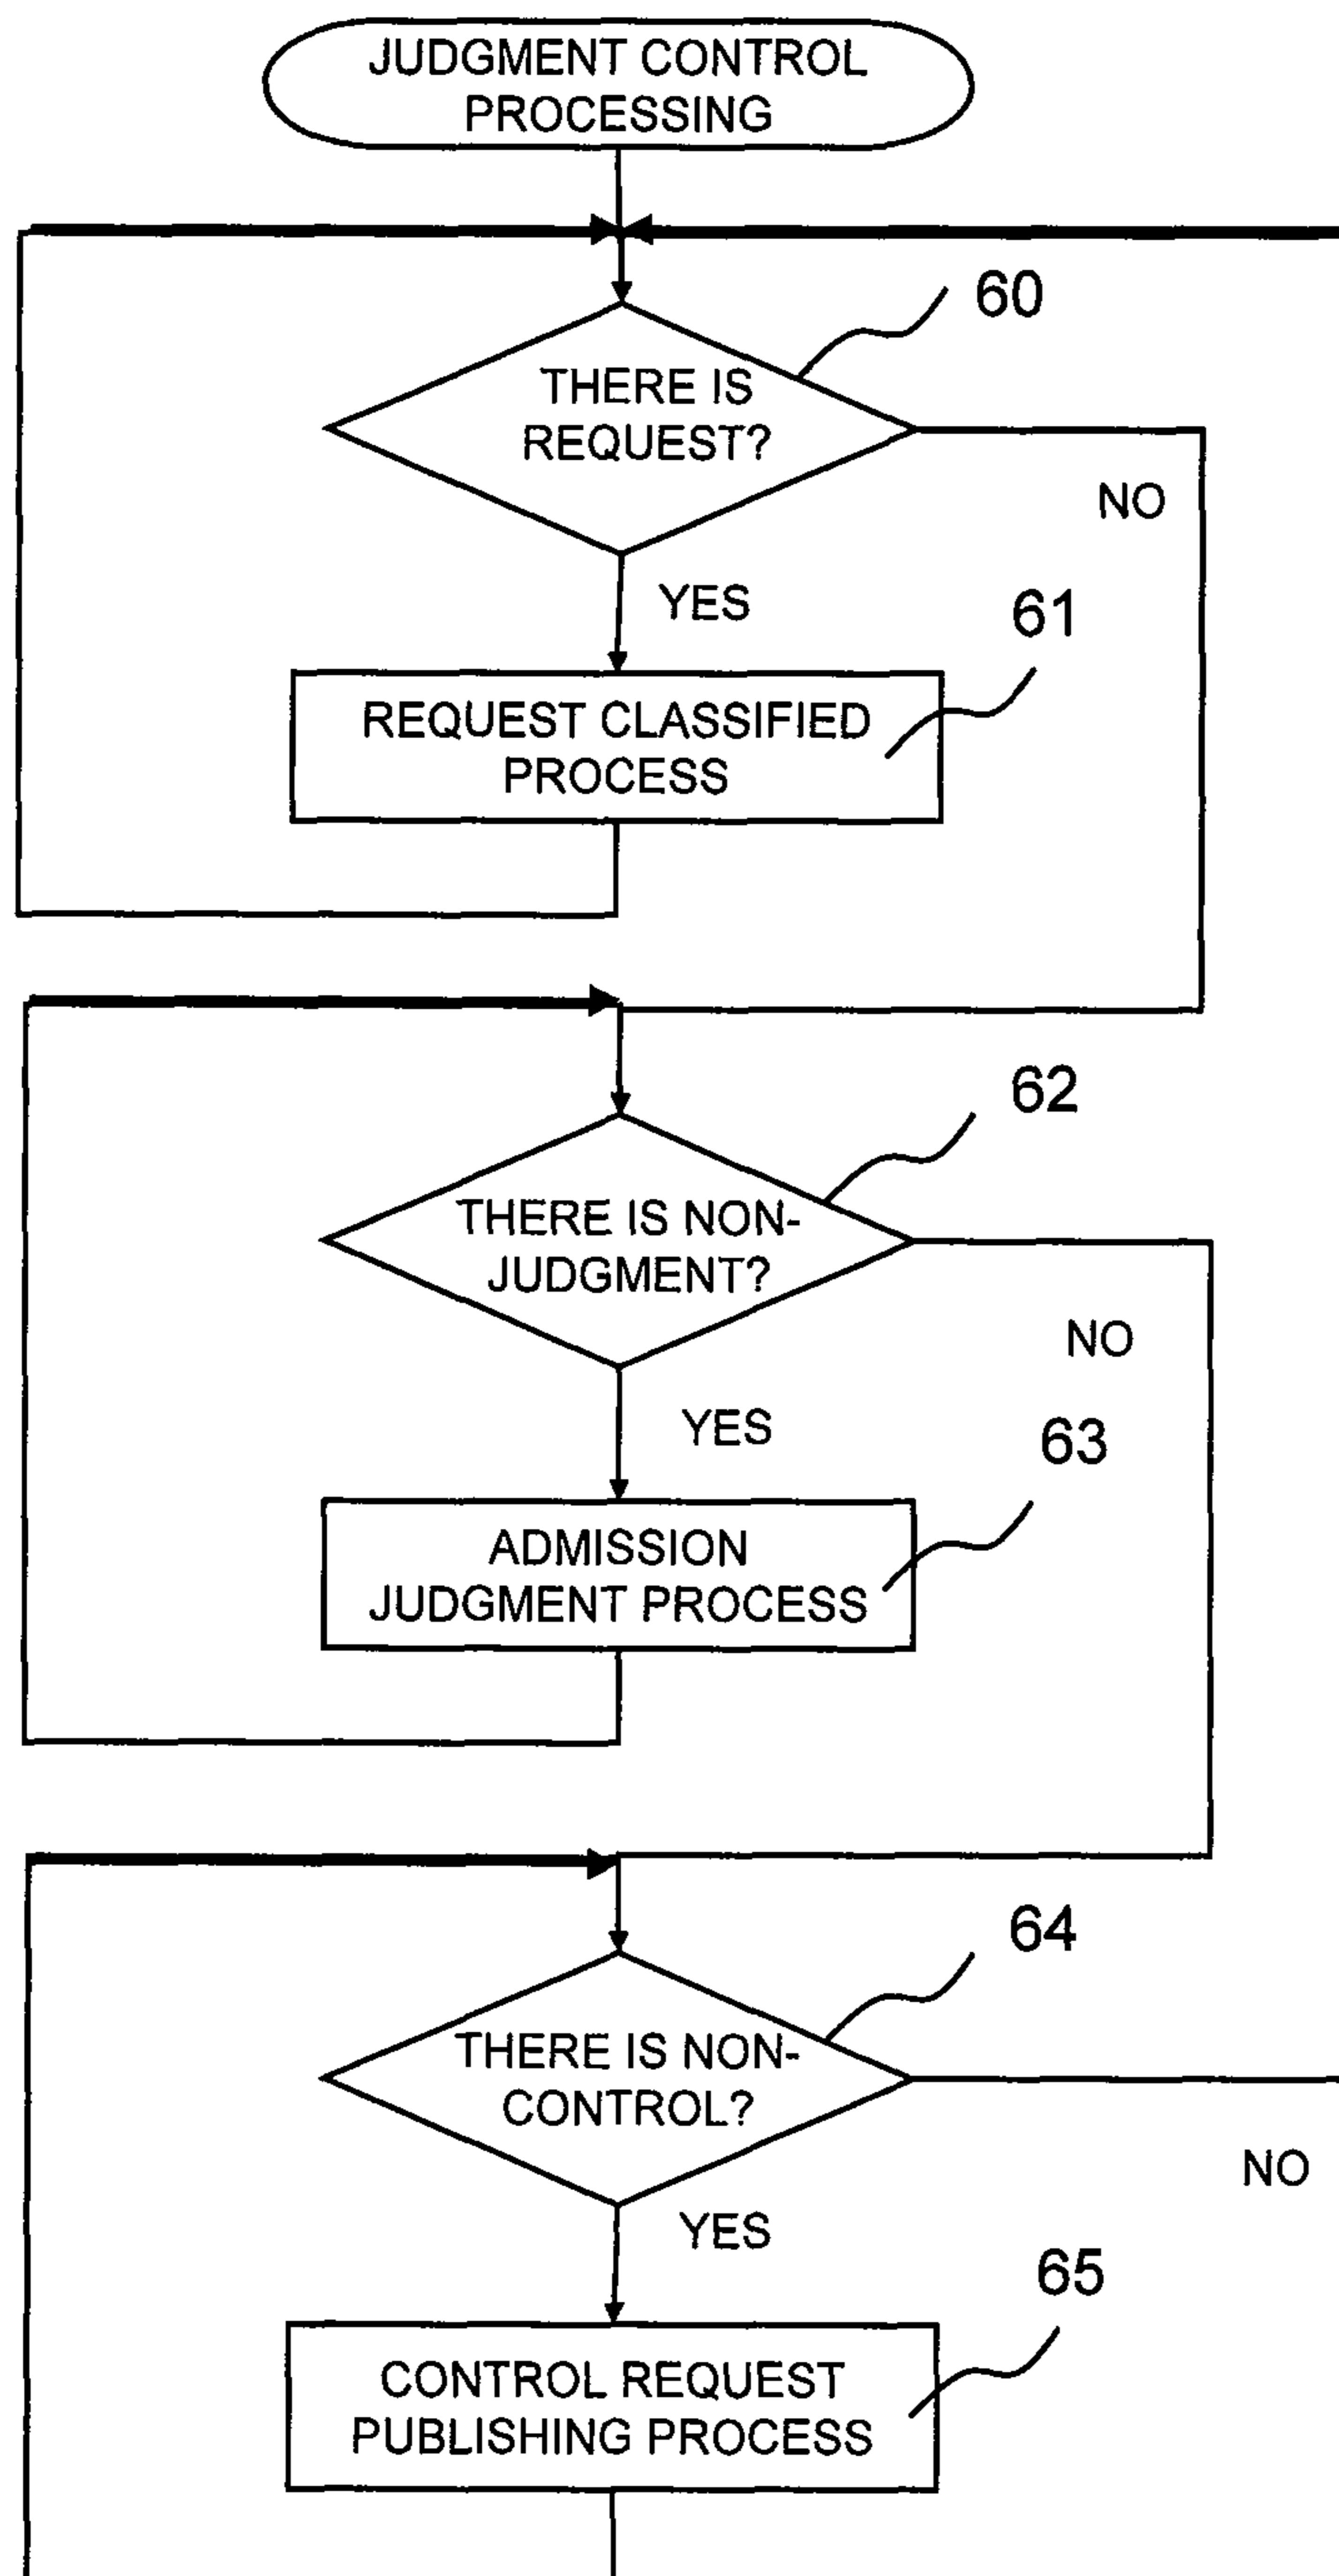 JUDGMENT CONTROL
PROCESSING
60
THERE IS
REQUEST?
NO
YES
61
REQUEST CLASSIFIED
PROCESS
62
THERE IS NON-
JUDGMENT?
NO
YES
63
ADMISSION
JUDGMENT PROCESS
64
THERE IS NON-
CONTROL?
NO
YES
65
CONTROL REQUEST
PUBLISHING PROCESS